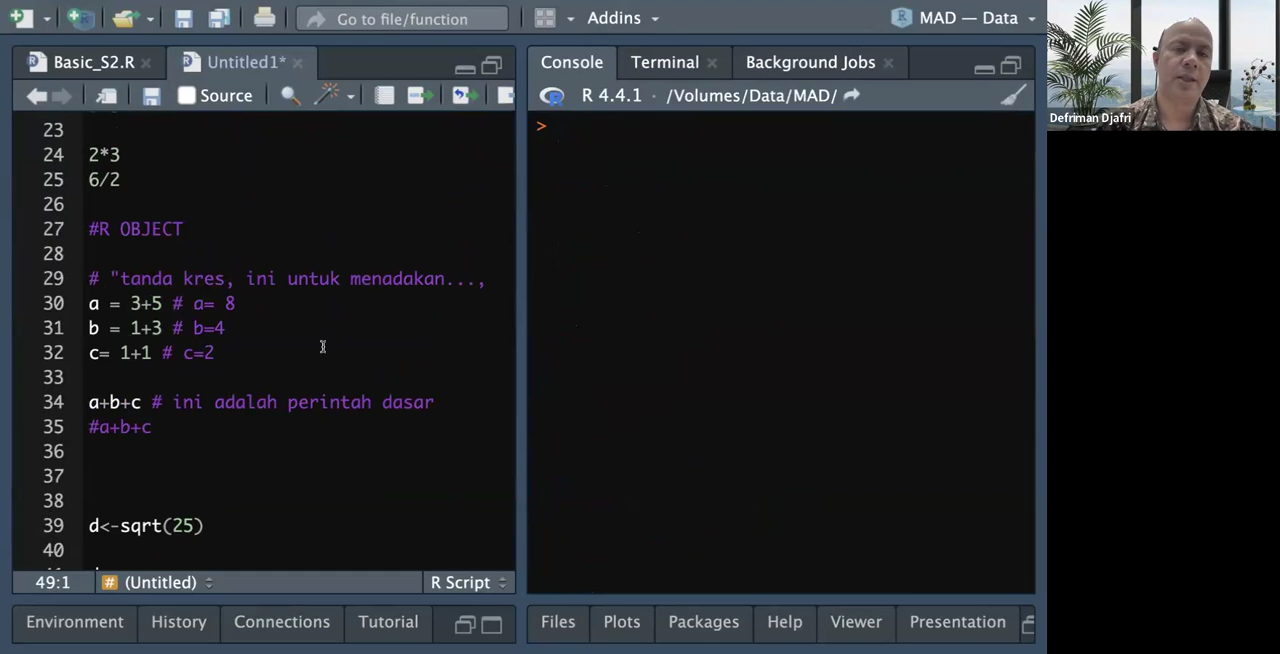 Go to file/function
Addins
MAD — Data
Basic_S2.R
Untitled1*
Source
23
24 2*3
25 6/2
26
27 #R OBJECT
28
29 # "tanda kres, ini untuk menadakan...,
30 a = 3+5 # a= 8
31 b = 1+3 # b=4
32 c= 1+1 # c=2
33
34 a+b+c # ini adalah perintah dasar
35 #a+b+c
36
37
38
39 d<-sqrt(25)
40
49:1
# (Untitled)
R Script
Environment
History
Connections
Tutorial
Console
Terminal
Background Jobs
R 4.4.1 · /Volumes/Data/MAD/
>
Files
Plots
Packages
Help
Viewer
Presentation
Defriman Djafri